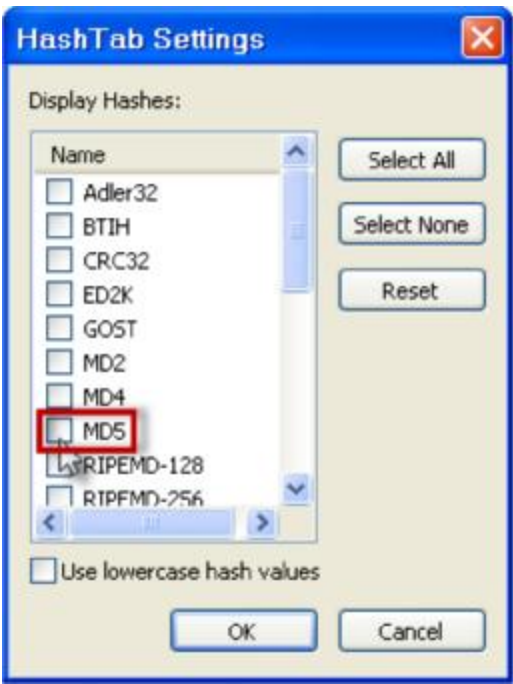 HashTab Settings
Display Hashes:
Name
Adler32
BTIH
CRC32
ED2K
GOST
MD2
MD4
MD5
RIPEMD-128
RIPEMD-256
Select All
Select None
Reset
Use lowercase hash values
OK
Cancel